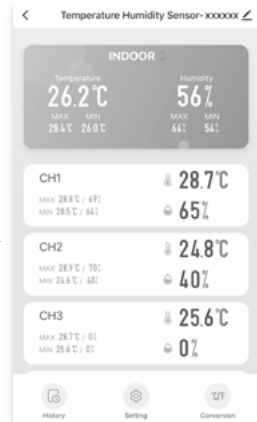 Temperature Humidity Sensor- xxxxxx
INDOOR
Temperature Humidity
26.2°C 56%
MAX MIN MAX MIN
28.4°C 26.0°C 64% 54%
CH1 28.7°C
MAX 28.8°C / 69%
MIN 28.5°C / 64% 65%
CH2 24.8°C
MAX 28.9°C / 70%
MIN 24.6°C / 40% 40%
CH3 25.6°C
MAX 28.7°C / 0%
MIN 25.6°C / 0% 0%
°C/°F
History Setting Conversion